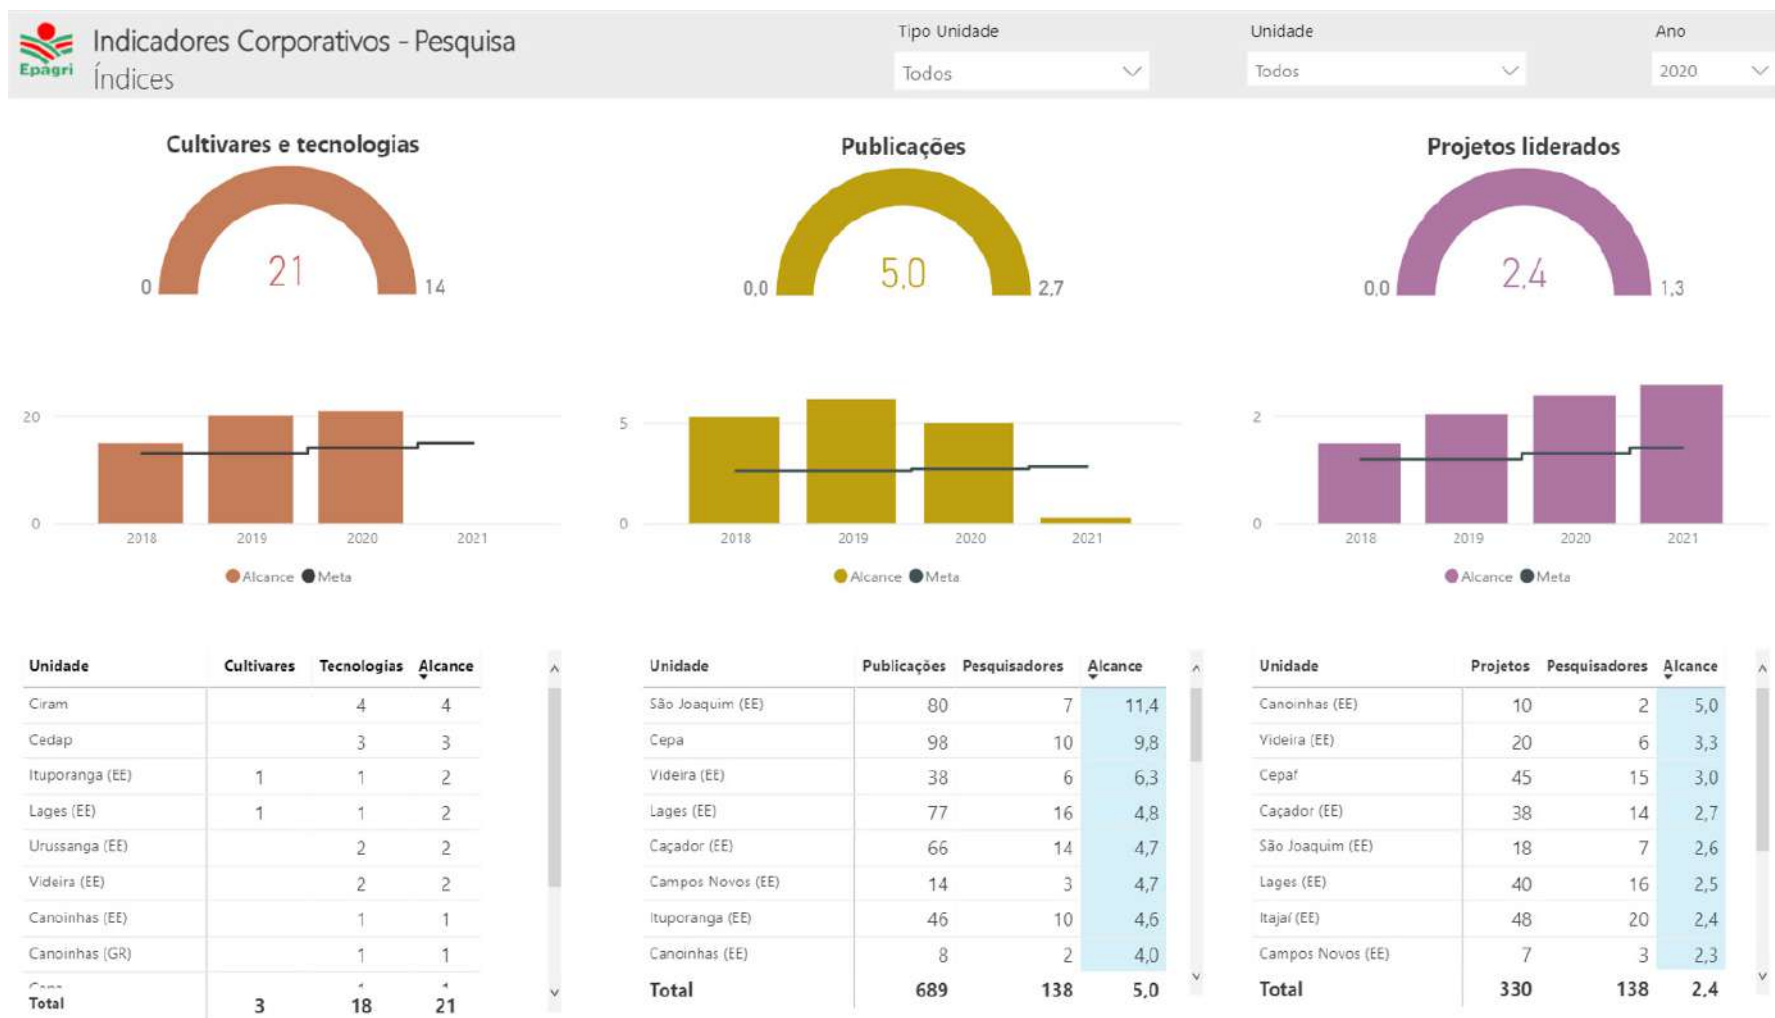 Epagri
Indicadores Corporativos - Pesquisa
Índices
Tipo Unidade
Todos
Unidade
Todos
Ano
2020
Cultivares e tecnologias
21
0
14
Publicações
5,0
0,0
2,7
Projetos liderados
2,4
0,0
1,3
20
0
2018 2019 2020 2021
Alcance Meta
5
0
2018 2019 2020 2021
Alcance Meta
2
0
2018 2019 2020 2021
Alcance Meta
Unidade Cultivares Tecnologias Alcance
Ciram 4 4
Cedap 3 3
Ituporanga (EE) 1 1 2
Lages (EE) 1 1 2
Urussanga (EE) 2 2
Videira (EE) 2 2
Canoinhas (EE) 1 1
Canoinhas (GR) 1 1
Cepa 1 1
Total 3 18 21
Unidade Publicações Pesquisadores Alcance
São Joaquim (EE) 80 7 11,4
Cepa 98 10 9,8
Videira (EE) 38 6 6,3
Lages (EE) 77 16 4,8
Caçador (EE) 66 14 4,7
Campos Novos (EE) 14 3 4,7
Ituporanga (EE) 46 10 4,6
Canoinhas (EE) 8 2 4,0
Total 689 138 5,0
Unidade Projetos Pesquisadores Alcance
Canoinhas (EE) 10 2 5,0
Videira (EE) 20 6 3,3
Cepaf 45 15 3,0
Caçador (EE) 38 14 2,7
São Joaquim (EE) 18 7 2,6
Lages (EE) 40 16 2,5
Itajaí (EE) 48 20 2,4
Campos Novos (EE) 7 3 2,3
Total 330 138 2,4